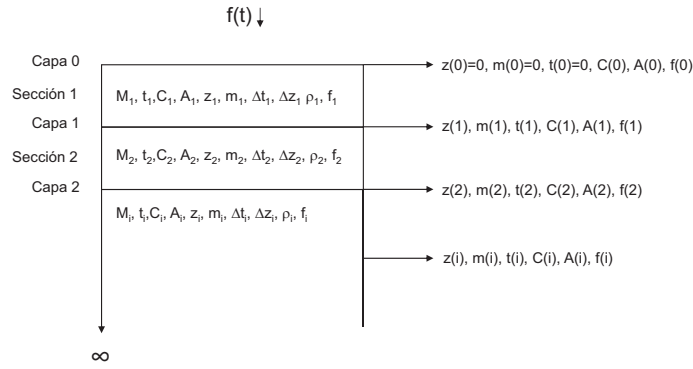 f(t)
Capa 0
z(0)=0, m(0)=0, t(0)=0, C(0), A(0), f(0)
Sección 1
M₁, t₁,C₁, A₁, z₁, m₁, Δt₁, Δz₁ ρ₁, f₁
Capa 1
z(1), m(1), t(1), C(1), A(1), f(1)
Sección 2
M₂, t₂,C₂, A₂, z₂, m₂, Δt₂, Δz₂, ρ₂, f₂
Capa 2
z(2), m(2), t(2), C(2), A(2), f(2)
Mᵢ, tᵢ,Cᵢ, Aᵢ, zᵢ, mᵢ, Δtᵢ, Δzᵢ, ρᵢ, fᵢ
z(i), m(i), t(i), C(i), A(i), f(i)
∞